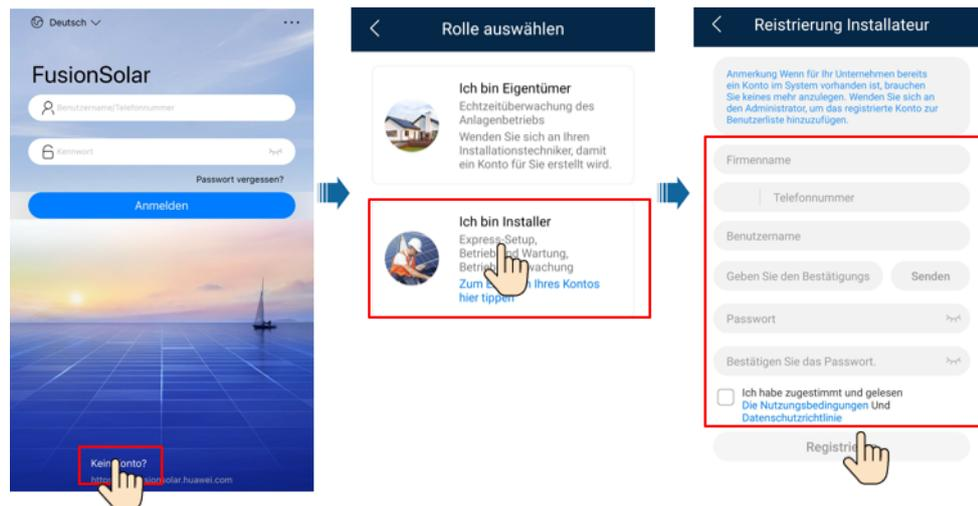 Deutsch
FusionSolar
Benutzername/Telefonnummer
Kennwort
Passwort vergessen?
Anmelden
Kein Konto?
Rolle auswählen
Ich bin Eigentümer
Echtzeitüberwachung des
Anlagenbetriebs
Wenden Sie sich an Ihren
Installationstechniker, damit
ein Konto für Sie erstellt wird.
Ich bin Installer
Express-Setup,
Betrieb und Wartung,
Zum Ihres Kontos
hier tippen
Reistrierung Installateur
Anmerkung Wenn für Ihr Unternehmen bereits
ein Konto im System vorhanden ist, brauchen
Sie keines mehr anzulegen. Wenden Sie sich an
den Administrator, um das registrierte Konto zur
Benutzerliste hinzuzufügen.
Firmenname
Telefonnummer
Benutzername
Geben Sie den Bestätigungs Senden
Passwort
Bestätigen Sie das Passwort.
Ich habe zugestimmt und gelesen
Die Nutzungsbedingungen Und
Datenschutzrichtlinie